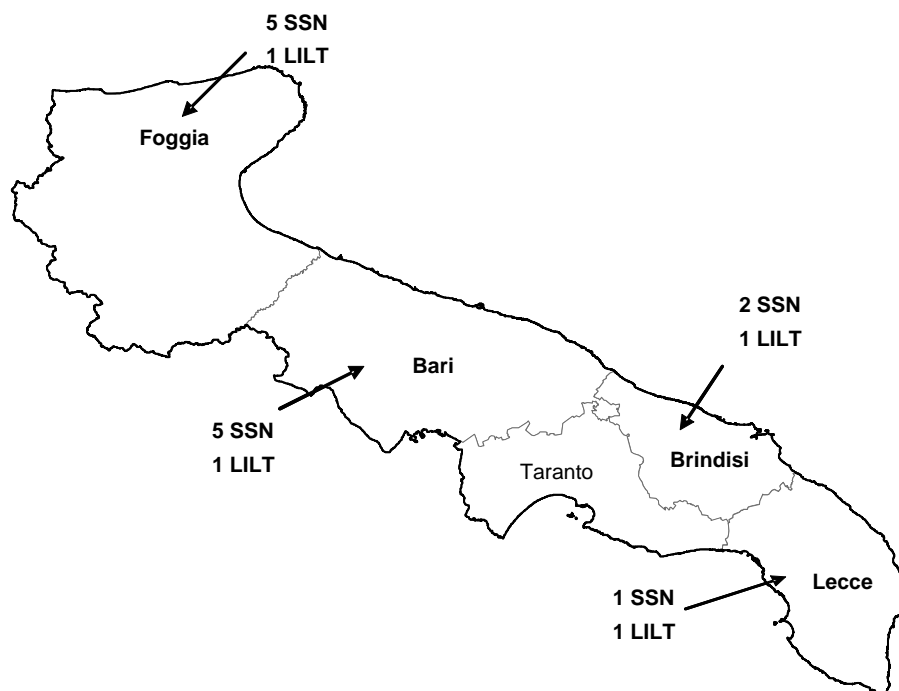 5 SSN
1 LILT
Foggia
2 SSN
1 LILT
Bari
5 SSN
1 LILT
Brindisi
Taranto
Lecce
1 SSN
1 LILT